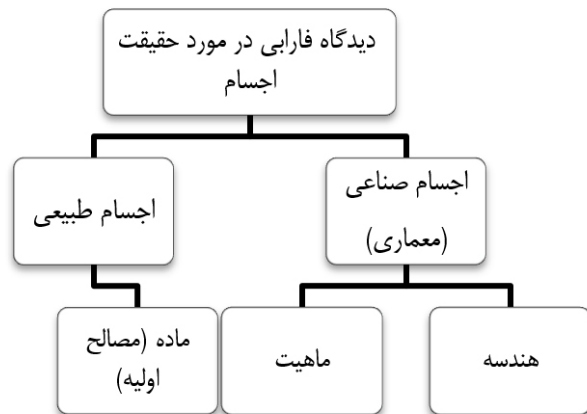 دیدگاه فارابی در مورد حقیقت
اجسام
اجسام صناعی
(معماری)
اجسام طبیعی
هندسه
ماهیت
ماده (مصالح
اولیه)